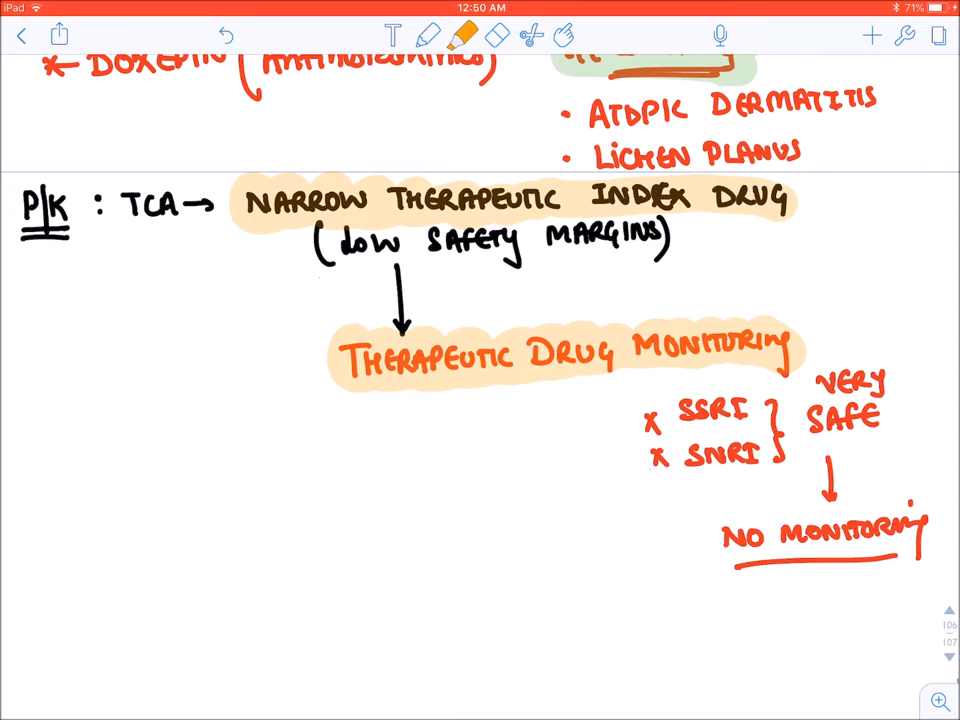 iPad 12:50 AM 71%
T
* DOXEPIN (
• ATOPIC DERMATITIS
• LICHEN PLANUS
P/K : TCA → NARROW THERAPEUTIC INDEX DRUG
(LOW SAFETY MARGINS)
THERAPEUTIC DRUG MONITORING
x SSRI } VERY SAFE
x SNRI
NO MONITORING
106
107